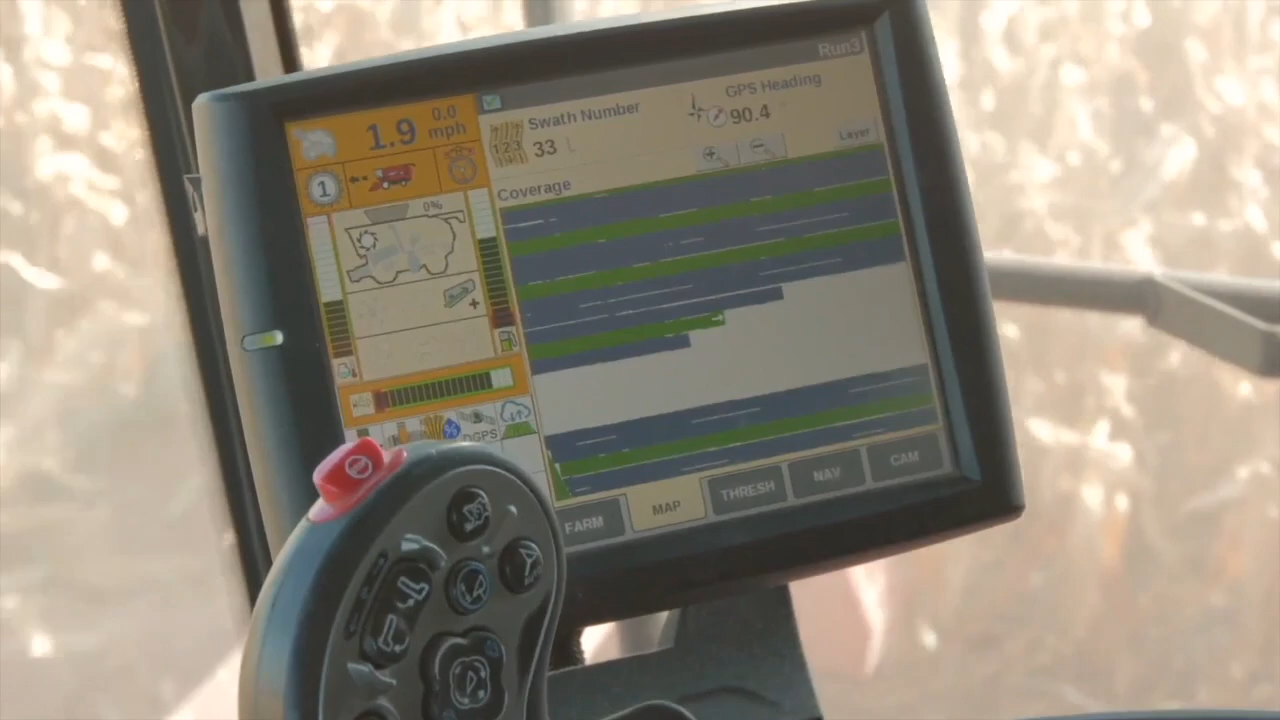 Run3
0.0
1.9 mph
Swath Number
33 L
GPS Heading
90.4
Layer
1
123
Coverage
0%
DGPS
FARM
MAP
THRESH
NAV
CAM